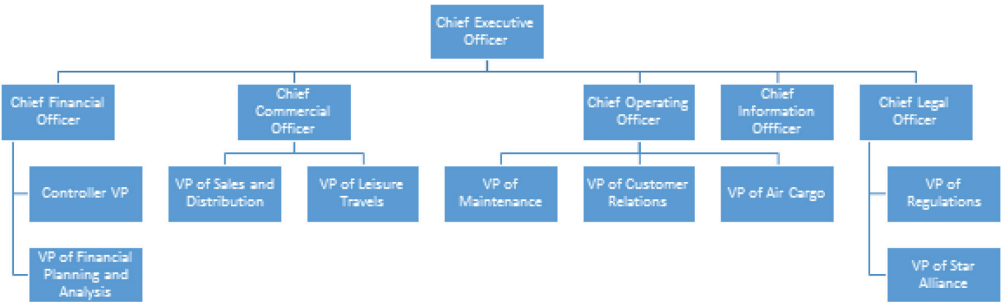 Chief Executive
Officer
Chief Financial
Officer
Chief
Commercial
Officer
Chief Operating
Officer
Chief
Information
Offficer
Chief Legal
Officer
Controller VP
VP of Sales and
Distribution
VP of Leisure
Travels
VP of
Maintenance
VP of Customer
Relations
VP of Air Cargo
VP of
Regulations
VP of Financial
Planning and
Analysis
VP of Star
Alliance